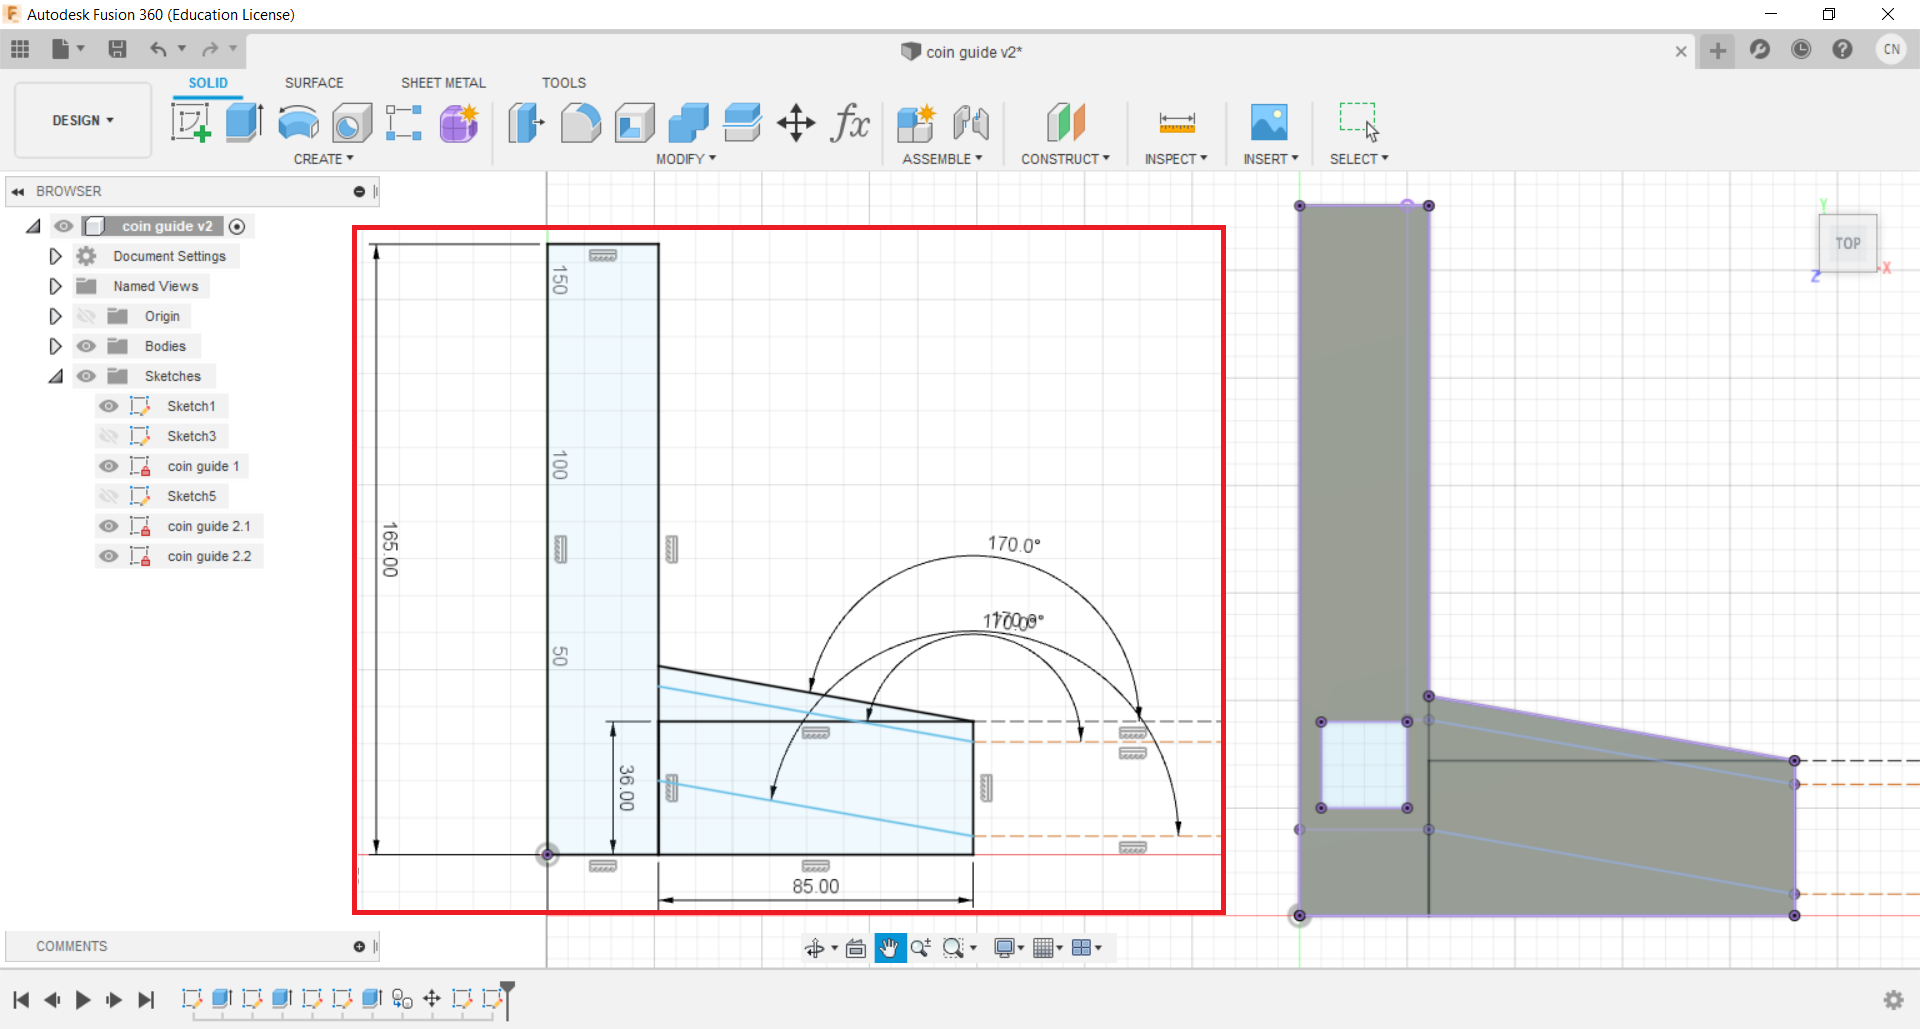 Autodesk Fusion 360 (Education License)
coin guide v2*
CN
SOLID SURFACE SHEET METAL TOOLS
DESIGN
CREATE MODIFY ASSEMBLE CONSTRUCT INSPECT INSERT SELECT
BROWSER
coin guide v2
Document Settings
Named Views
Origin
Bodies
Sketches
Sketch1
Sketch3
coin guide 1
Sketch5
coin guide 2.1
coin guide 2.2
150
100
50
165.00
170.0°
170.0°
36.00
85.00
Y
TOP
X
Z
COMMENTS